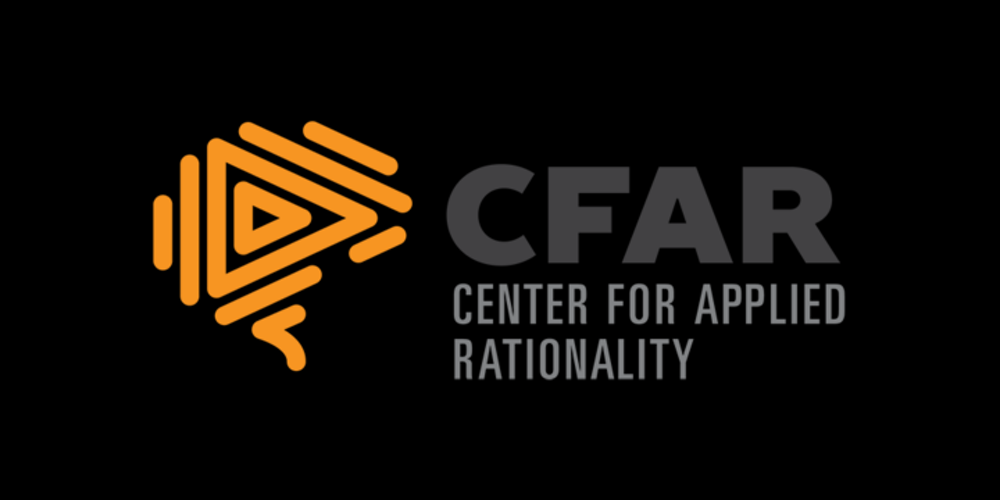 CFAR
CENTER FOR APPLIED
RATIONALITY